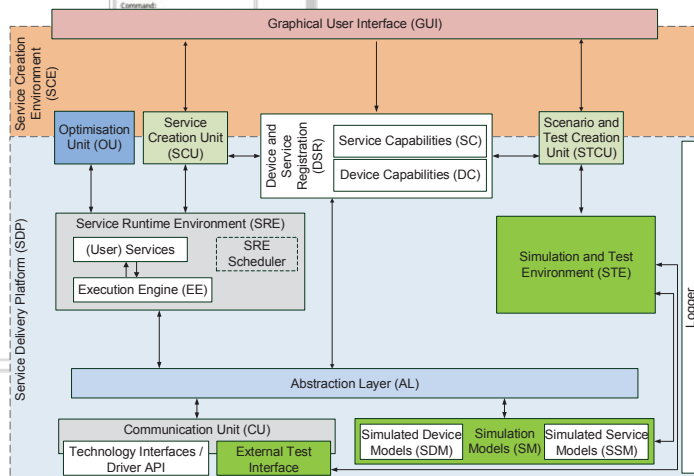 Command:
Graphical User Interface (GUI)
Service Creation
Environment
(SCE)
Optimisation
Unit (OU)
Service
Creation Unit
(SCU)
Device and
Service
Registration
(DSR)
Service Capabilities (SC)
Device Capabilities (DC)
Scenario and
Test Creation
Unit (STCU)
Service Delivery Platform (SDP)
Service Runtime Environment (SRE)
(User) Services
SRE
Scheduler
Execution Engine (EE)
Simulation and Test
Environment (STE)
Logger
Abstraction Layer (AL)
Communication Unit (CU)
Technology Interfaces /
Driver API
External Test
Interface
Simulated Device
Models (SDM)
Simulation
Models (SM)
Simulated Service
Models (SSM)